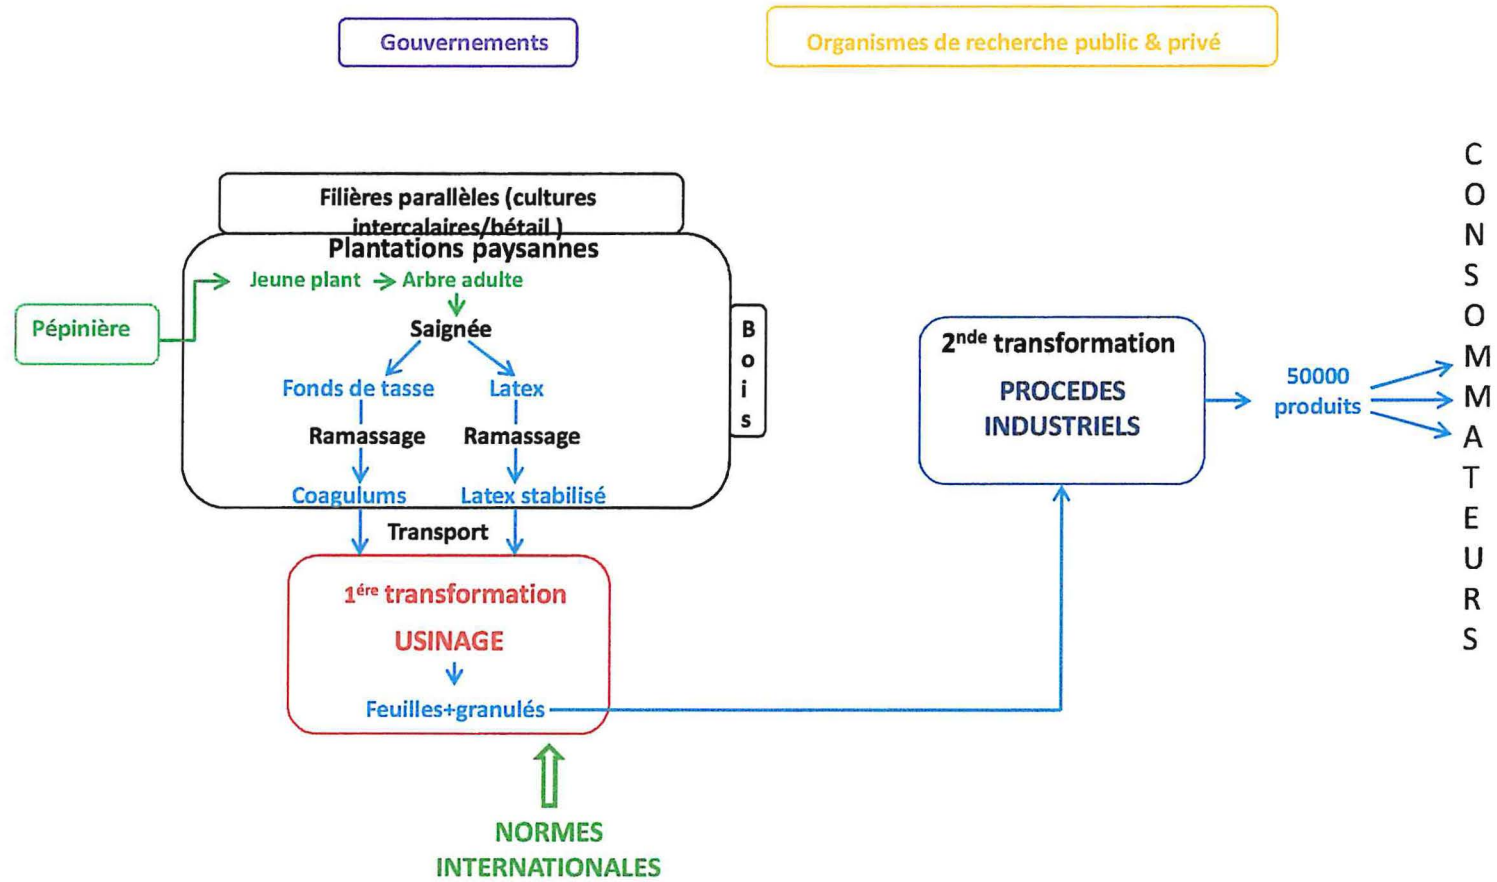 Gouvernements
Organismes de recherche public & privé
Filières parallèles (cultures
intercalaires/bétail )
Plantations paysannes
Jeune plant
Arbre adulte
Pépinière
Saignée
Fonds de tasse
Latex
Ramassage
Ramassage
Coagulums
Latex stabilisé
Bois
Transport
1ére transformation
USINAGE
Feuilles+granulés
NORMES
INTERNATIONALES
2nde transformation
PROCEDES
INDUSTRIELS
50000
produits
CONSOMMATEURS